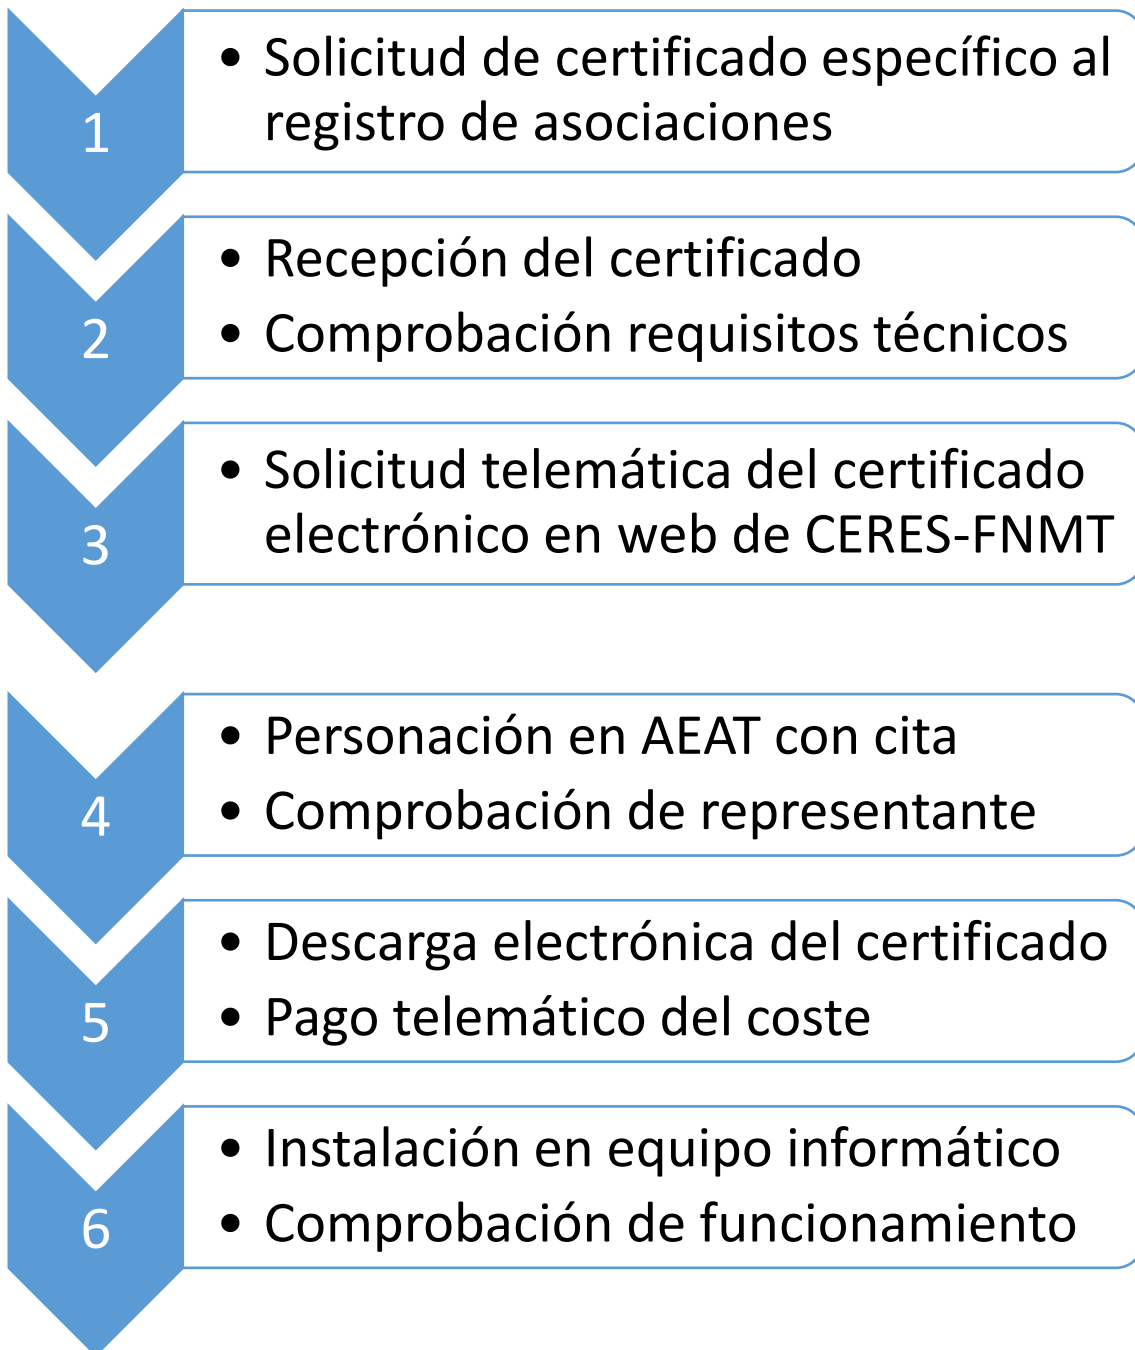 1
• Solicitud de certificado específico al
registro de asociaciones
2
• Recepción del certificado
• Comprobación requisitos técnicos
3
• Solicitud telemática del certificado
electrónico en web de CERES-FNMT
4
• Personación en AEAT con cita
• Comprobación de representante
5
• Descarga electrónica del certificado
• Pago telemático del coste
6
• Instalación en equipo informático
• Comprobación de funcionamiento